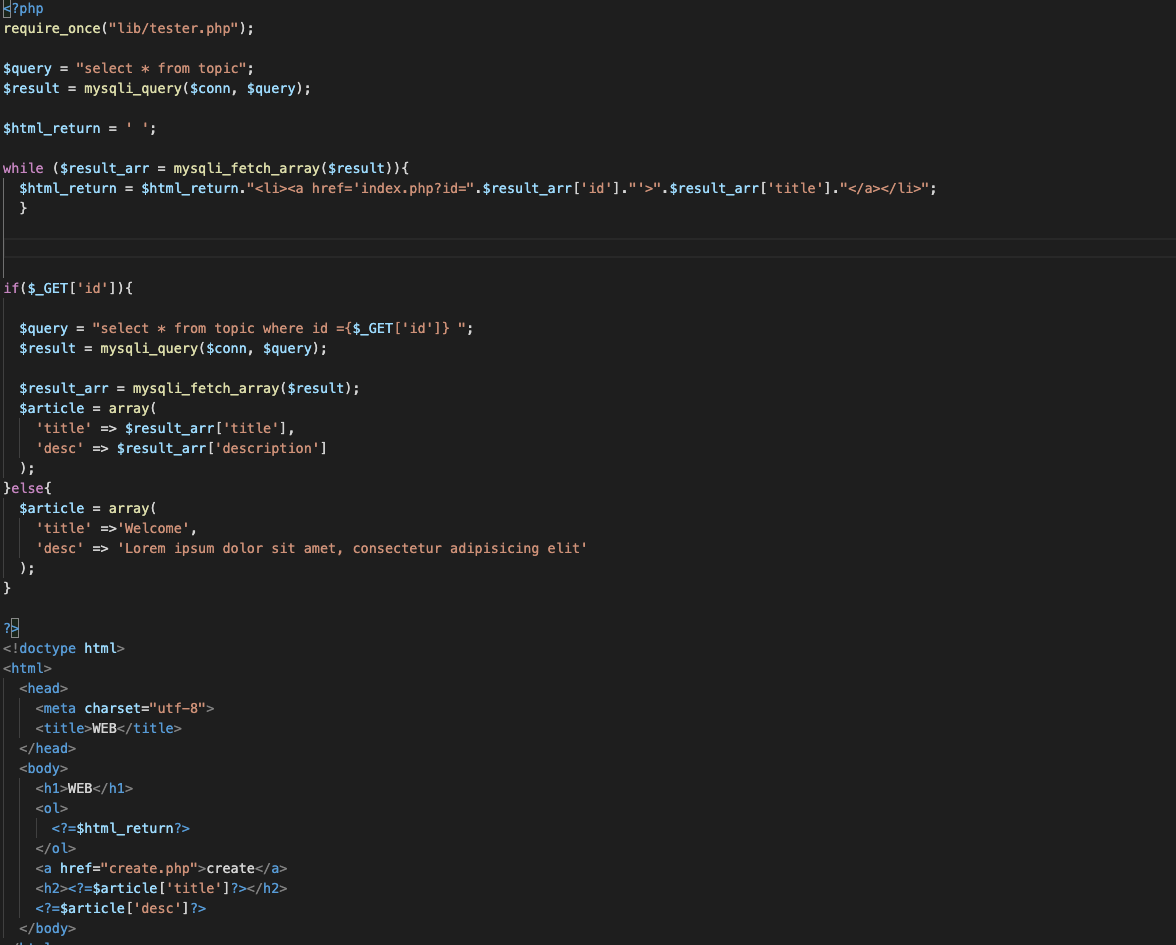 <?php
require_once("lib/tester.php");
$query = "select * from topic";
$result = mysqli_query($conn, $query);
$html_return = ' ';
while ($result_arr = mysqli_fetch_array($result)){
  $html_return = $html_return."<li><a href='index.php?id=".$result_arr['id']."'>".$result_arr['title']."</a></li>";
  }
if($_GET['id']){
  $query = "select * from topic where id ={$_GET['id']} ";
  $result = mysqli_query($conn, $query);
  $result_arr = mysqli_fetch_array($result);
  $article = array(
    'title' => $result_arr['title'],
    'desc' => $result_arr['description']
  );
}else{
  $article = array(
    'title' =>'Welcome',
    'desc' => 'Lorem ipsum dolor sit amet, consectetur adipisicing elit'
  );
}
?>
<!doctype html>
<html>
  <head>
    <meta charset="utf-8">
    <title>WEB</title>
  </head>
  <body>
    <h1>WEB</h1>
    <ol>
      <?=$html_return?>
    </ol>
    <a href="create.php">create</a>
    <h2><?=$article['title']?></h2>
    <?=$article['desc']?>
  </body>